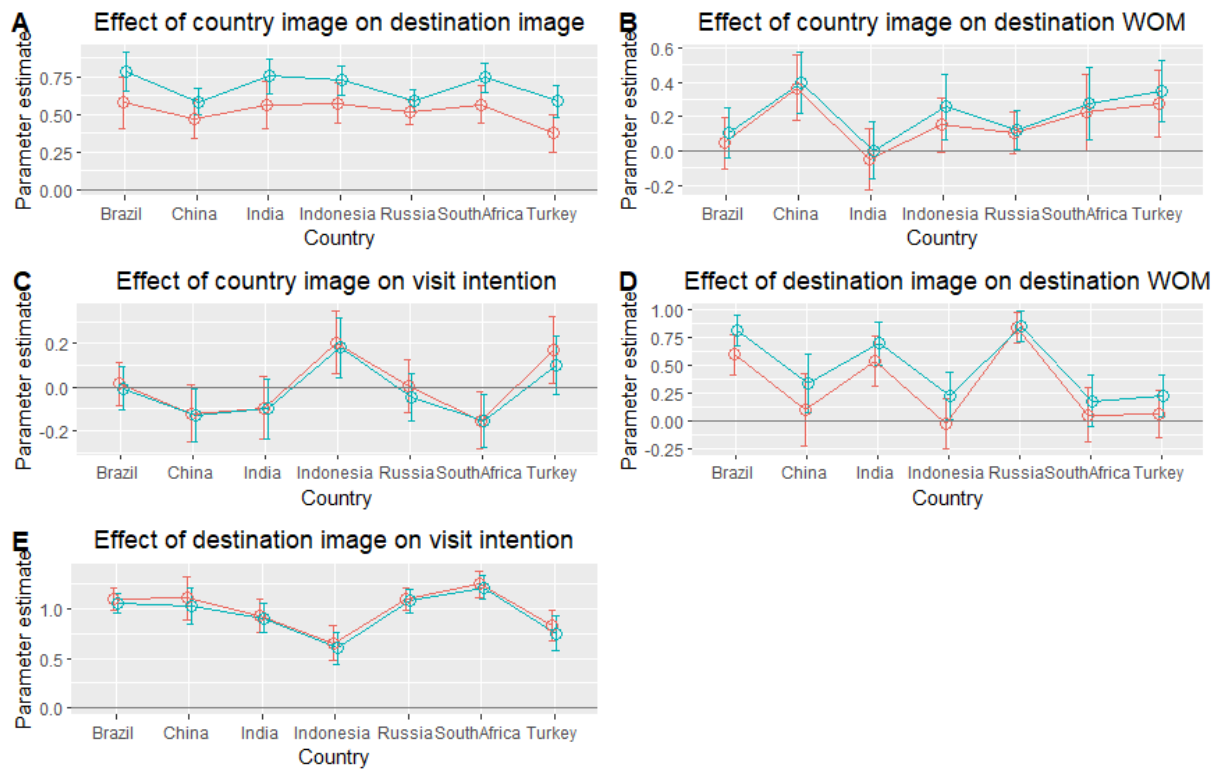 A Effect of country image on destination image
Parameter estimate
0.75
0.50
0.25
0.00
Brazil China India Indonesia Russia SouthAfrica Turkey
Country
B Effect of country image on destination WOM
Parameter estimate
0.6
0.4
0.2
0.0
-0.2
Brazil China India Indonesia Russia SouthAfrica Turkey
Country
C Effect of country image on visit intention
Parameter estimate
0.2
0.0
-0.2
Brazil China India Indonesia Russia SouthAfrica Turkey
Country
D Effect of destination image on destination WOM
Parameter estimate
1.00
0.75
0.50
0.25
0.00
-0.25
Brazil China India Indonesia Russia SouthAfrica Turkey
Country
E Effect of destination image on visit intention
Parameter estimate
1.0
0.5
0.0
Brazil China India Indonesia Russia SouthAfrica Turkey
Country